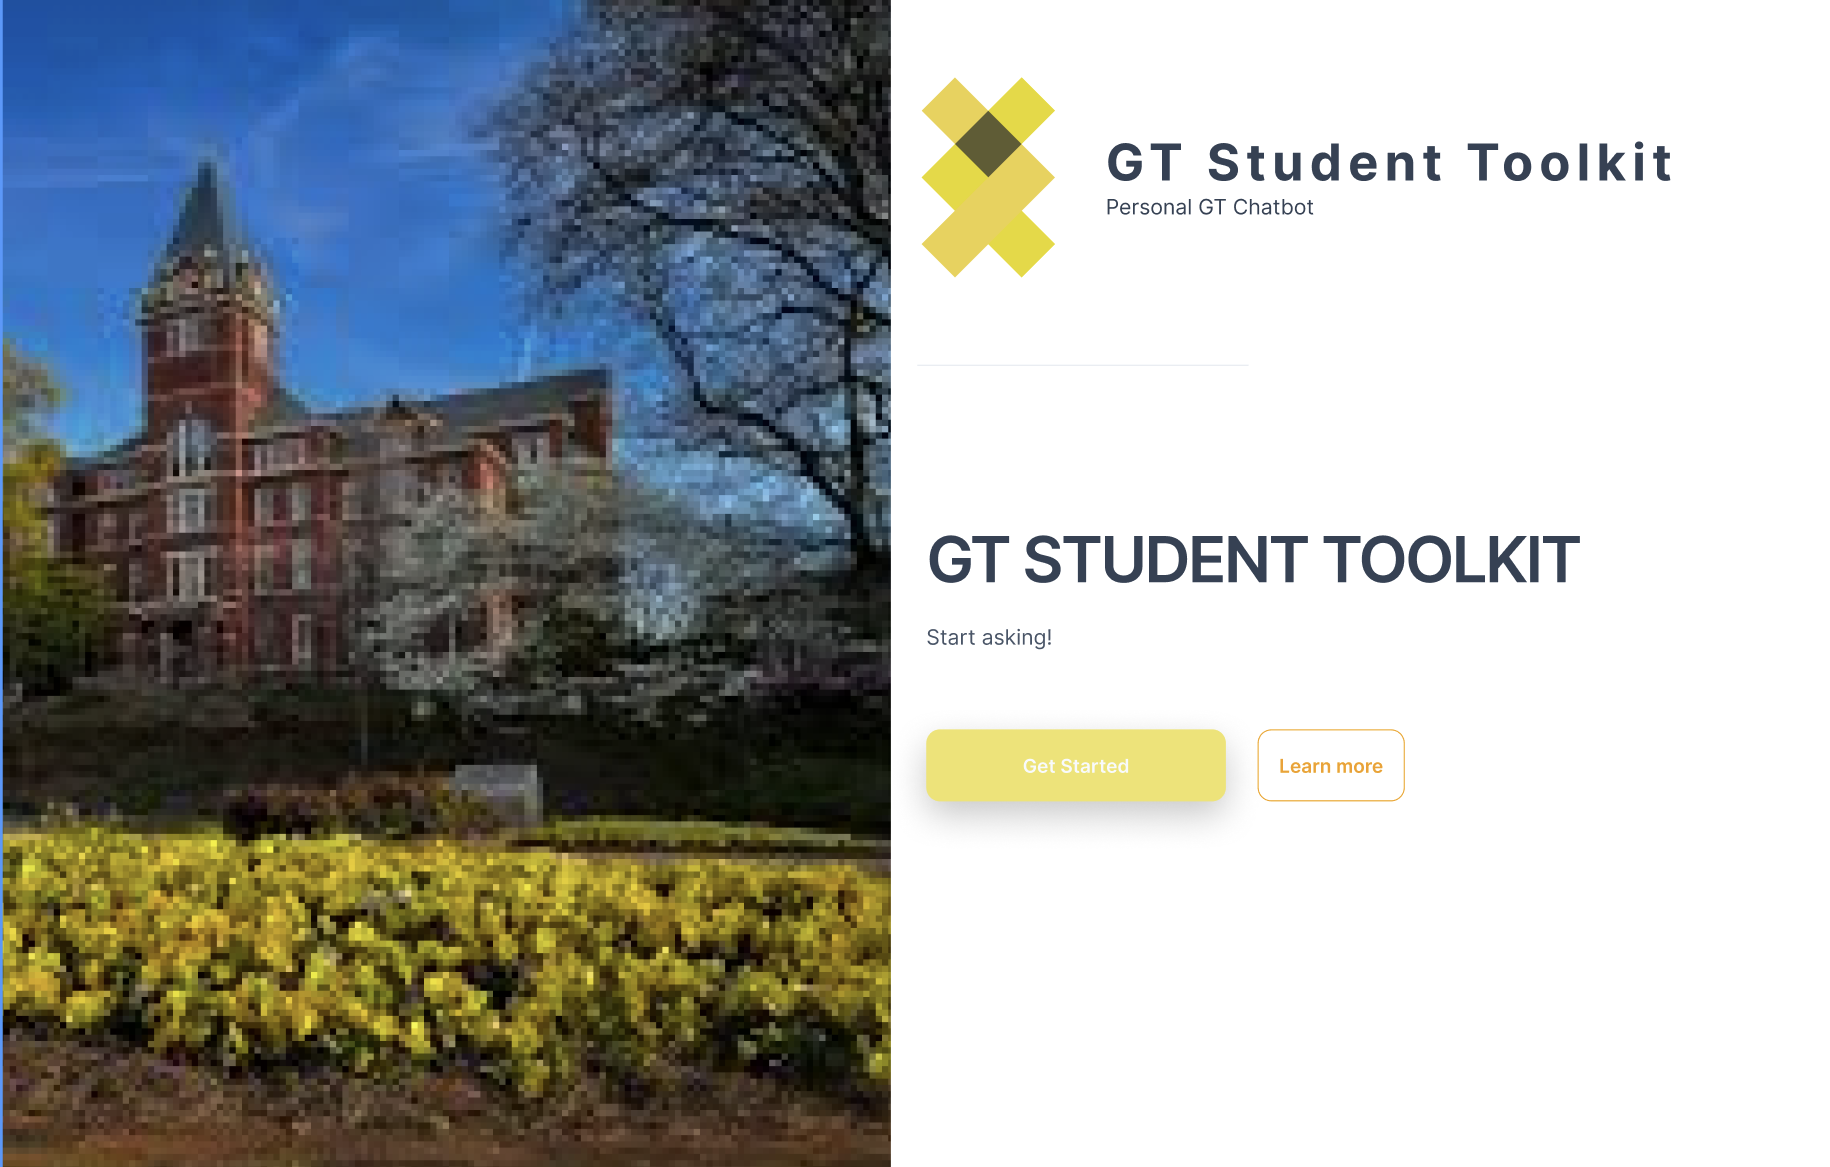 GT Student Toolkit
Personal GT Chatbot
GT STUDENT TOOLKIT
Start asking!
Get Started
Learn more